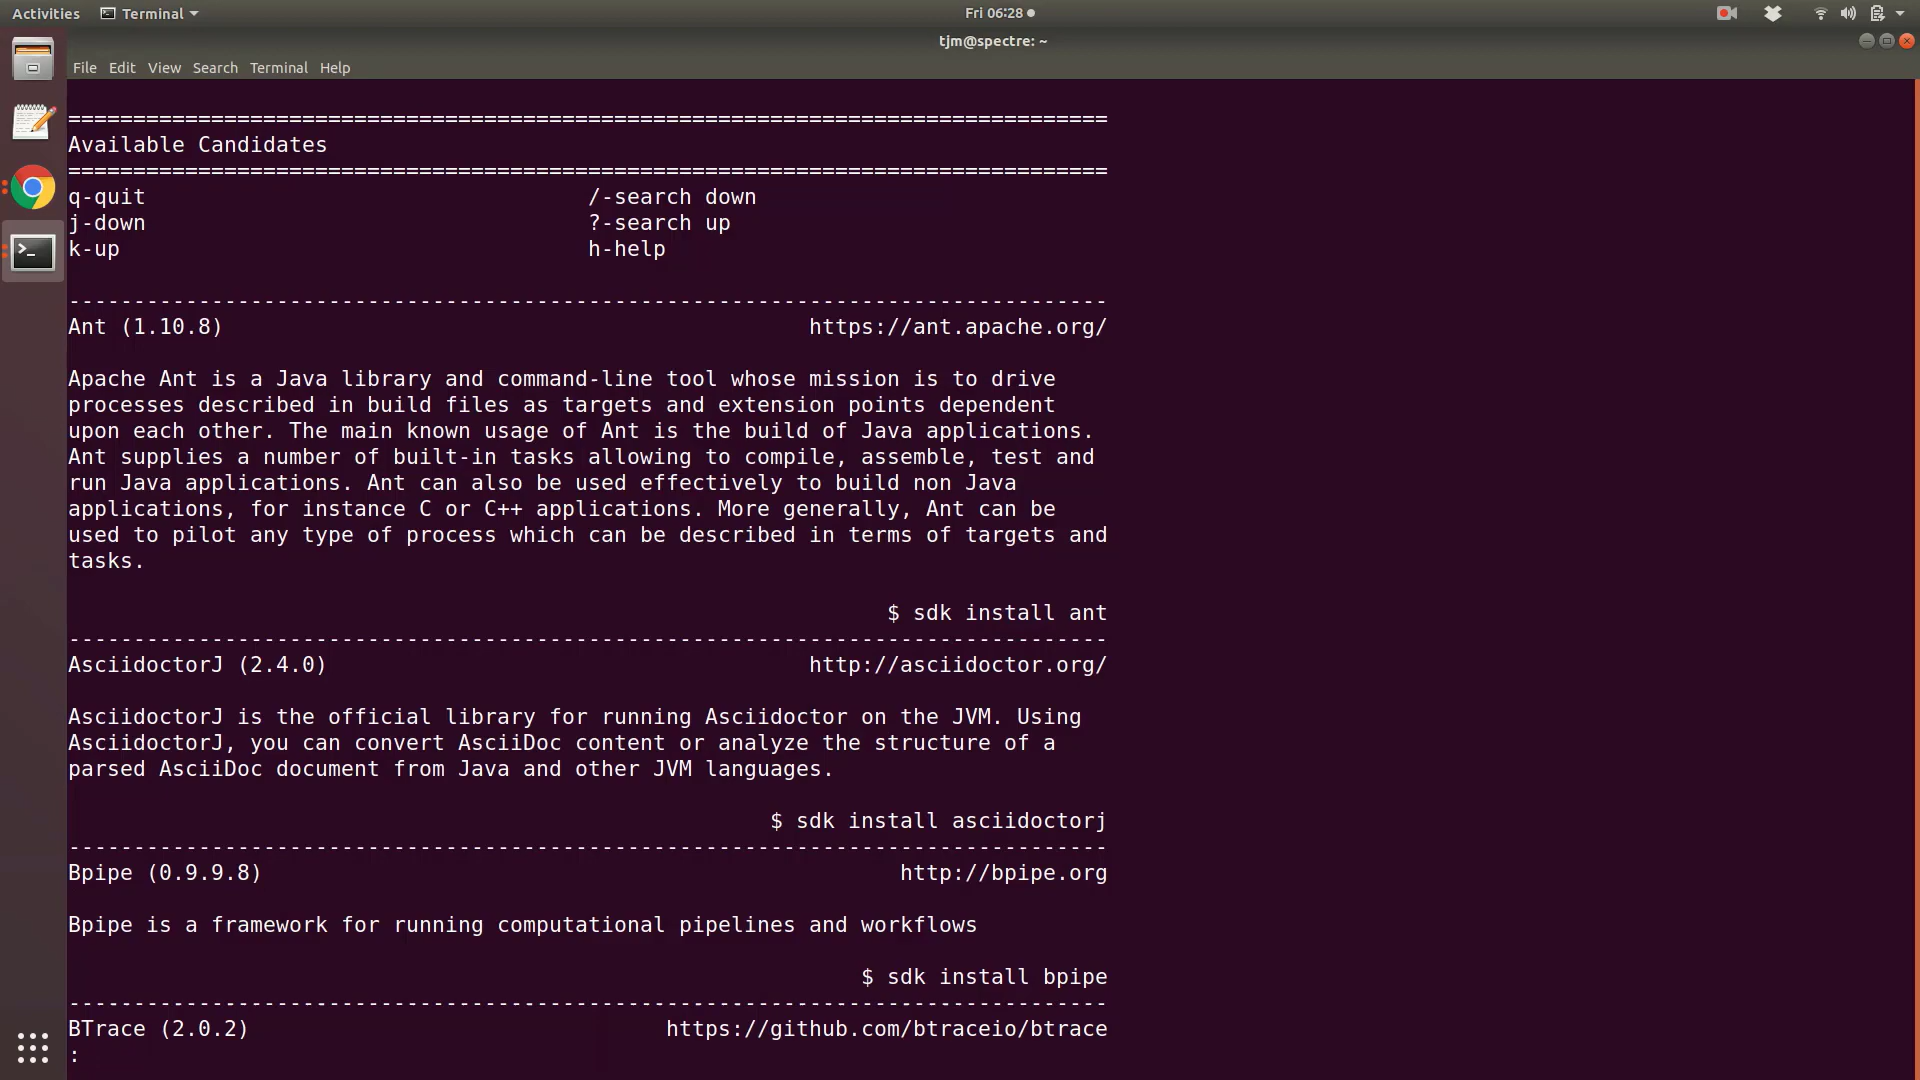 Activities Terminal Fri 06:28
tjm@spectre: ~
File Edit View Search Terminal Help
================================================================================
Available Candidates
================================================================================
q-quit /-search down
j-down ?-search up
k-up h-help
--------------------------------------------------------------------------------
Ant (1.10.8) https://ant.apache.org/
Apache Ant is a Java library and command-line tool whose mission is to drive
processes described in build files as targets and extension points dependent
upon each other. The main known usage of Ant is the build of Java applications.
Ant supplies a number of built-in tasks allowing to compile, assemble, test and
run Java applications. Ant can also be used effectively to build non Java
applications, for instance C or C++ applications. More generally, Ant can be
used to pilot any type of process which can be described in terms of targets and
tasks.
$ sdk install ant
--------------------------------------------------------------------------------
AsciidoctorJ (2.4.0) http://asciidoctor.org/
AsciidoctorJ is the official library for running Asciidoctor on the JVM. Using
AsciidoctorJ, you can convert AsciiDoc content or analyze the structure of a
parsed AsciiDoc document from Java and other JVM languages.
$ sdk install asciidoctorj
--------------------------------------------------------------------------------
Bpipe (0.9.9.8) http://bpipe.org
Bpipe is a framework for running computational pipelines and workflows
$ sdk install bpipe
--------------------------------------------------------------------------------
BTrace (2.0.2) https://github.com/btraceio/btrace
: